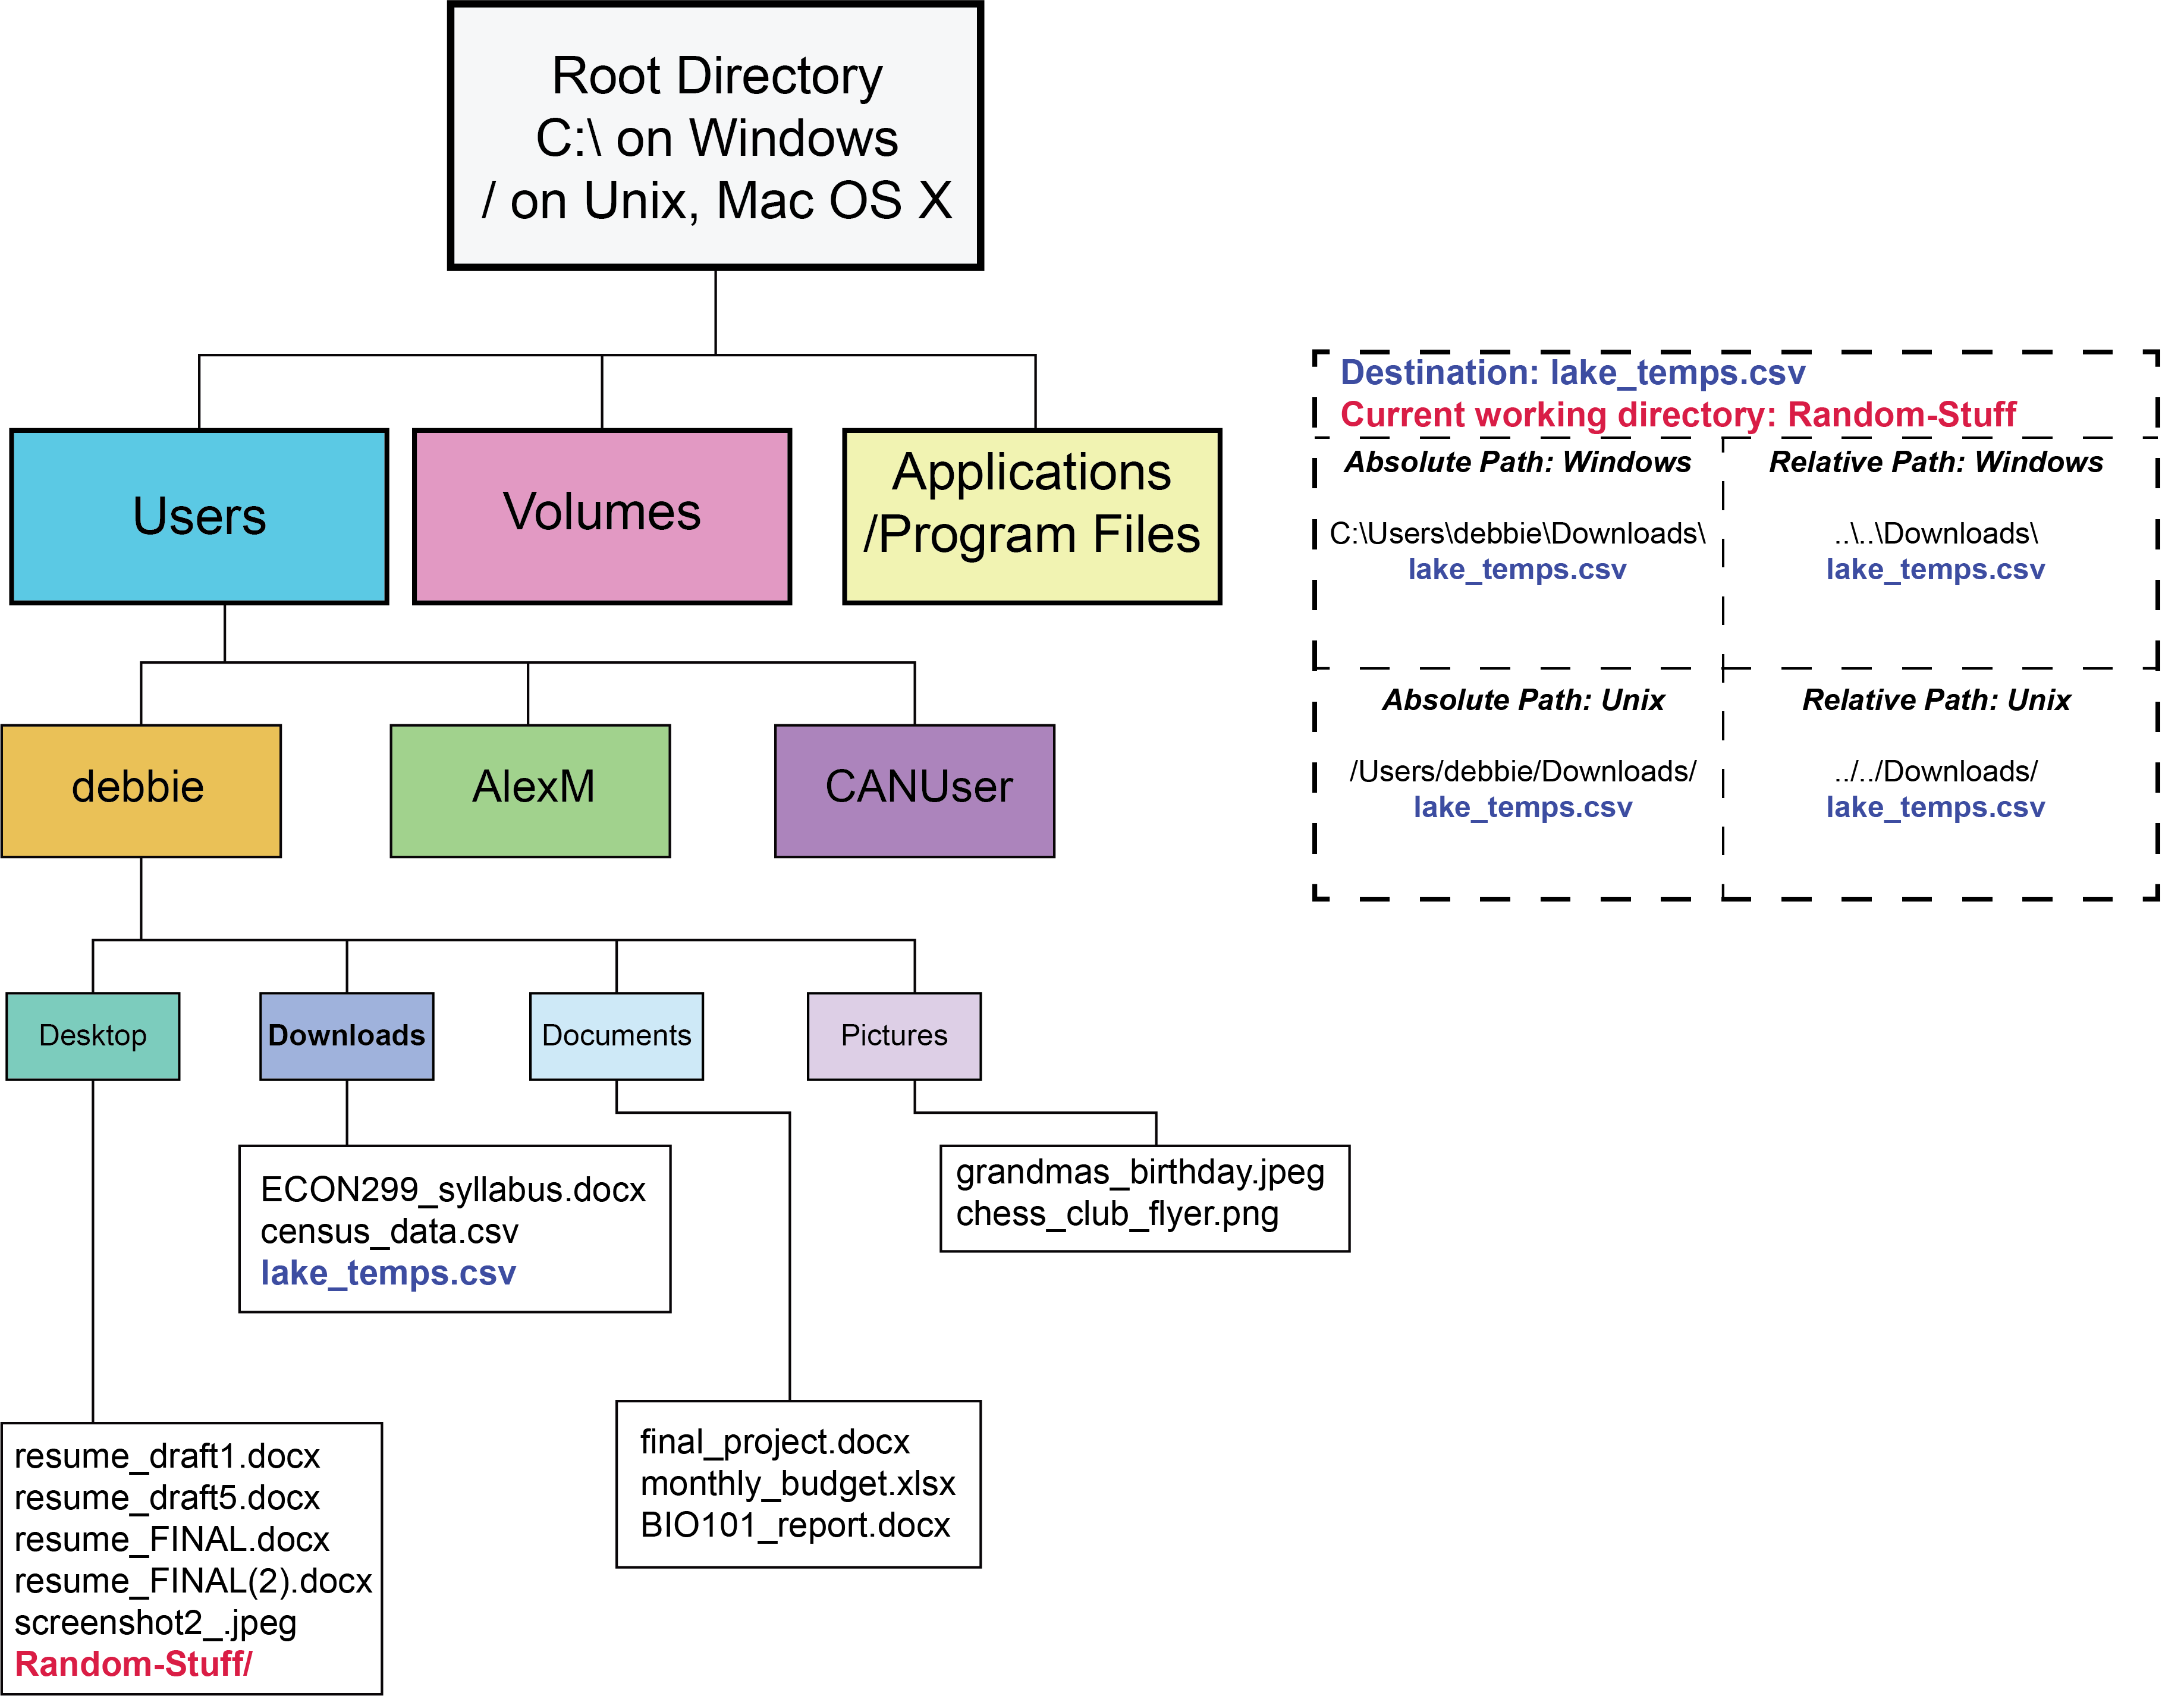 Root Directory
C:\ on Windows
/ on Unix, Mac OS X
Users
Volumes
Applications
/Program Files
debbie
AlexM
CANUser
Desktop
Downloads
Documents
Pictures
ECON299_syllabus.docx
census_data.csv
lake_temps.csv
grandmas_birthday.jpeg
chess_club_flyer.png
resume_draft1.docx
resume_draft5.docx
resume_FINAL.docx
resume_FINAL(2).docx
screenshot2_.jpeg
Random-Stuff/
final_project.docx
monthly_budget.xlsx
BIO101_report.docx
Destination: lake_temps.csv
Current working directory: Random-Stuff
Absolute Path: Windows
C:\Users\debbie\Downloads\
lake_temps.csv
Relative Path: Windows
..\..\Downloads\
lake_temps.csv
Absolute Path: Unix
/Users/debbie/Downloads/
lake_temps.csv
Relative Path: Unix
../../Downloads/
lake_temps.csv